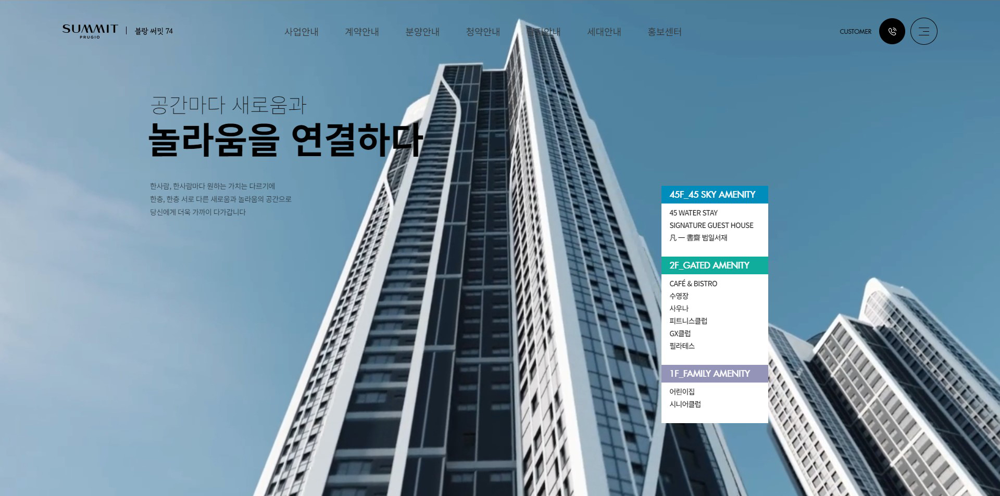 SUMMIT
PRUGIO
블랑 써밋 74
사업안내
계약안내
분양안내
청약안내
단지안내
세대안내
홍보센터
CUSTOMER
공간마다 새로움과
놀라움을 연결하다
한사람, 한사람마다 원하는 가치는 다르기에
한층, 한층 서로 다른 새로움과 놀라움의 공간으로
당신에게 더욱 가까이 다가갑니다
45F_45 SKY AMENITY
45 WATER STAY
SIGNATURE GUEST HOUSE
凡 一 書齋 범일서재
2F_GATED AMENITY
CAFÉ & BISTRO
수영장
사우나
피트니스클럽
GX클럽
필라테스
1F_FAMILY AMENITY
어린이집
시니어클럽